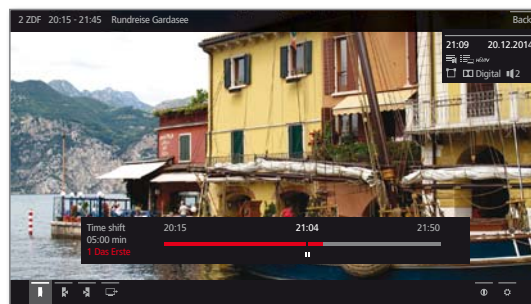 2 ZDF 20:15 - 21:45 Rundreise Gardasee
Back
21:09 20.12.2014
Digital 2
Time shift 20:15 21:04 21:50
05:00 min
1 Das Erste